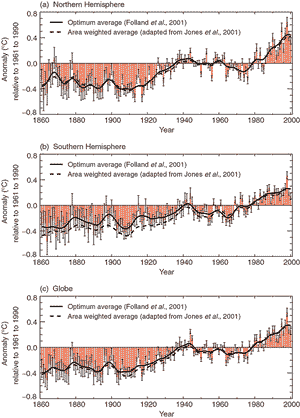 (a) Northern Hemisphere
Optimum average (Folland et al., 2001)
Area weighted average (adapted from Jones et al., 2001)
Anomaly (°C)
relative to 1961 to 1990
0.8
0.4
0.0
−0.4
−0.8
1860 1880 1900 1920 1940 1960 1980 2000
Year
(b) Southern Hemisphere
Optimum average (Folland et al., 2001)
Area weighted average (adapted from Jones et al., 2001)
Anomaly (°C)
relative to 1961 to 1990
0.8
0.4
0.0
−0.4
−0.8
1860 1880 1900 1920 1940 1960 1980 2000
Year
(c) Globe
Optimum average (Folland et al., 2001)
Area weighted average (adapted from Jones et al., 2001)
Anomaly (°C)
relative to 1961 to 1990
0.8
0.4
0.0
−0.4
−0.8
1860 1880 1900 1920 1940 1960 1980 2000
Year